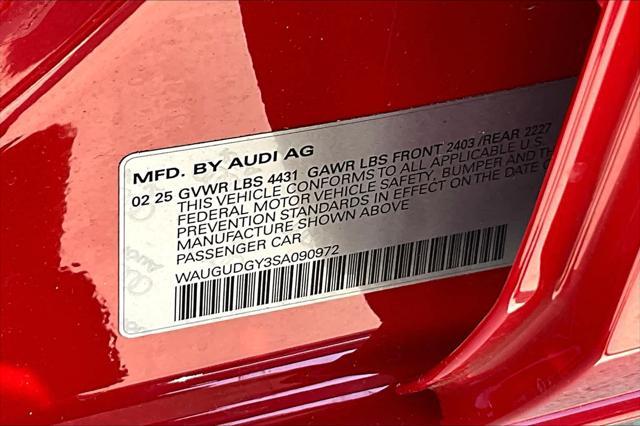 MFD. BY AUDI AG
02 25 GVWR LBS 4431 GAWR LBS FRONT 2403 /REAR 2227
THIS VEHICLE CONFORMS TO ALL APPLICABLE U.S.
FEDERAL MOTOR VEHICLE SAFETY, BUMPER AND
PREVENTION STANDARDS IN EFFECT ON THE DATE
MANUFACTURE SHOWN ABOVE
PASSENGER CAR
WAUGUDGY3SA090972